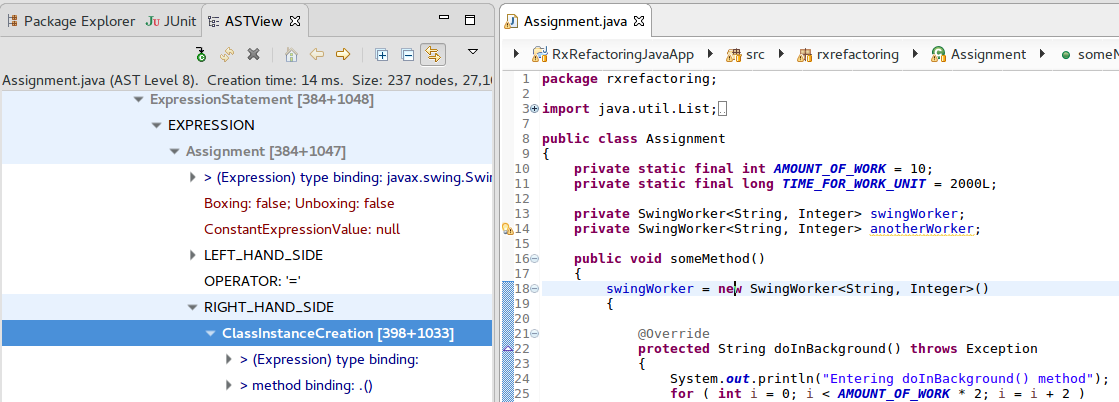 Package Explorer JUnit ASTView
Assignment.java (AST Level 8). Creation time: 14 ms. Size: 237 nodes, 27,1
ExpressionStatement [384+1048]
EXPRESSION
Assignment [384+1047]
> (Expression) type binding: javax.swing.Swin
Boxing: false; Unboxing: false
ConstantExpressionValue: null
LEFT_HAND_SIDE
OPERATOR: '='
RIGHT_HAND_SIDE
ClassInstanceCreation [398+1033]
> (Expression) type binding:
> method binding: .()
Assignment.java
RxRefactoringJavaApp src rxrefactoring Assignment someM
1 package rxrefactoring;
2
3 import java.util.List;
7
8 public class Assignment
9 {
10 private static final int AMOUNT_OF_WORK = 10;
11 private static final long TIME_FOR_WORK_UNIT = 2000L;
12
13 private SwingWorker<String, Integer> swingWorker;
14 private SwingWorker<String, Integer> anotherWorker;
15
16 public void someMethod()
17 {
18 swingWorker = new SwingWorker<String, Integer>()
19 {
20
21 @Override
22 protected String doInBackground() throws Exception
23 {
24 System.out.println("Entering doInBackground() method");
25 for ( int i = 0; i < AMOUNT_OF_WORK * 2; i = i + 2 )